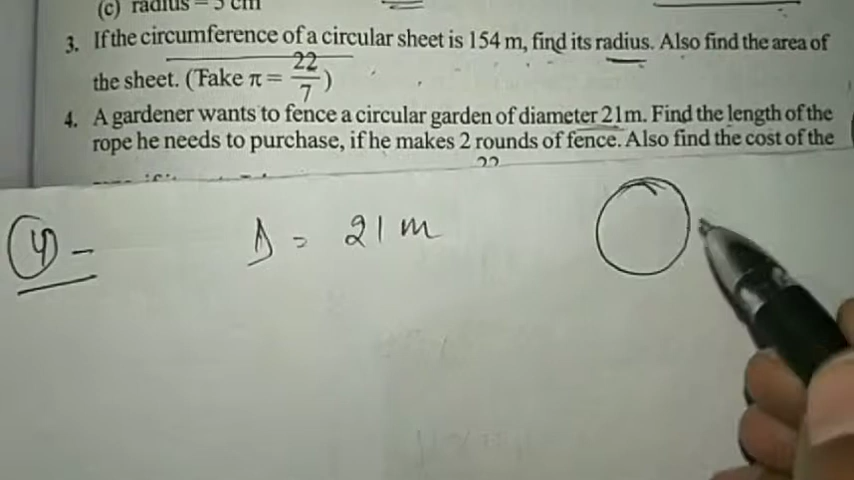 (c) radius = 5 cm
3. If the circumference of a circular sheet is 154 m, find its radius. Also find the area of
the sheet. (Take π = 22/7)
4. A gardener wants to fence a circular garden of diameter 21m. Find the length of the
rope he needs to purchase, if he makes 2 rounds of fence. Also find the cost of the
22
4 -
D = 21 m